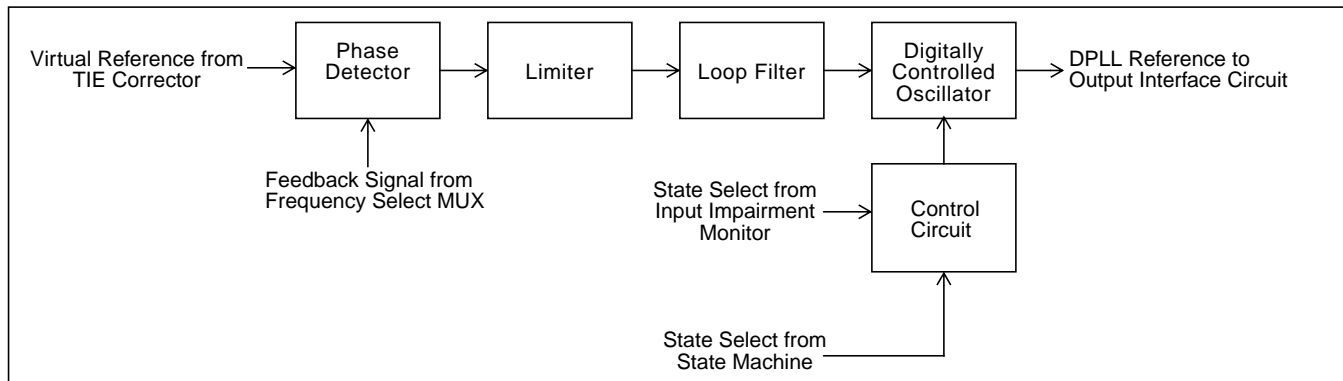 Virtual Reference from
TIE Corrector
Phase
Detector
Limiter
Loop Filter
Digitally
Controlled
Oscillator
DPLL Reference to
Output Interface Circuit
Feedback Signal from
Frequency Select MUX
State Select from
Input Impairment
Monitor
Control
Circuit
State Select from
State Machine